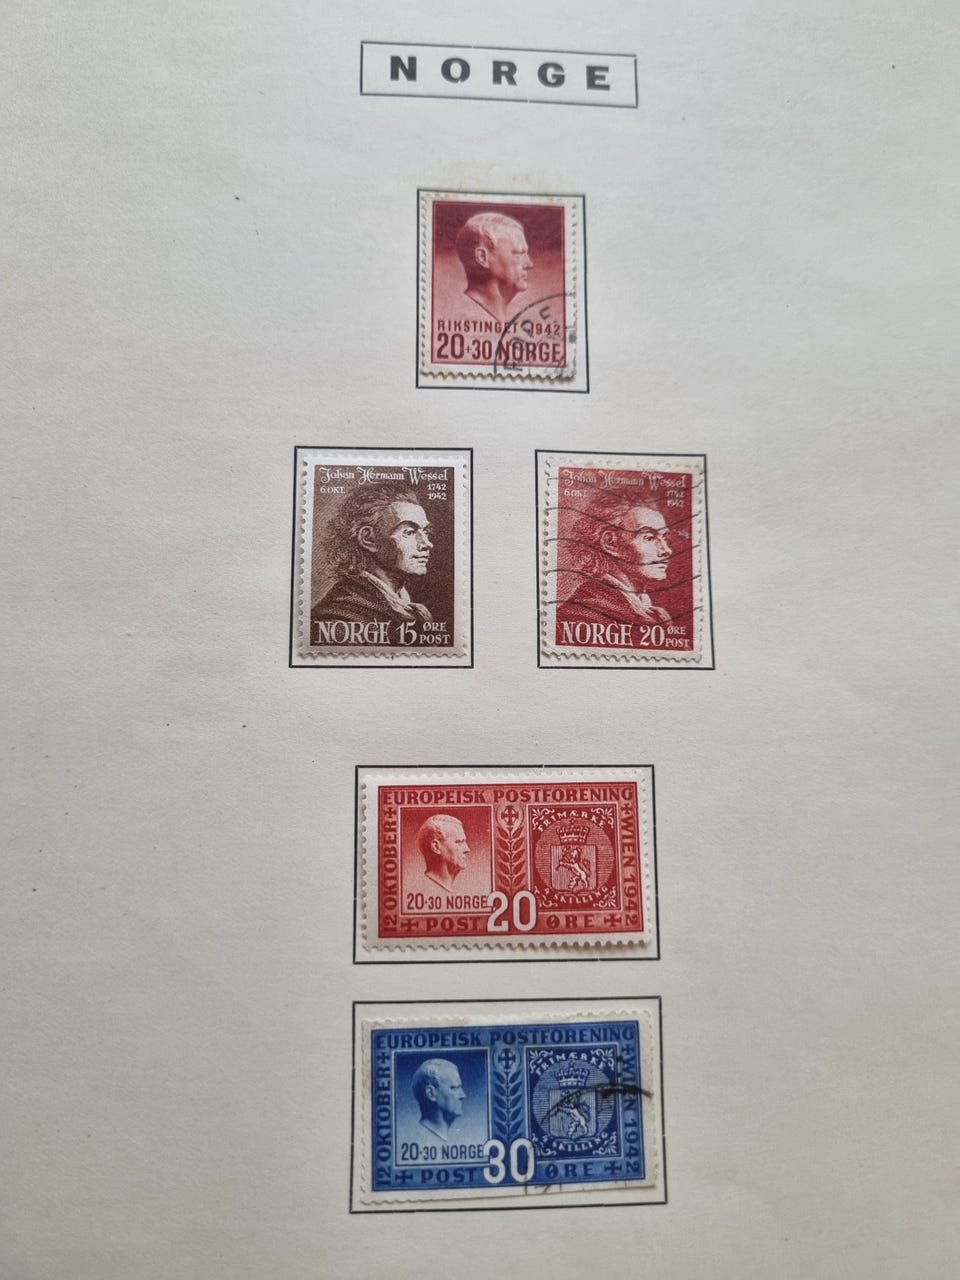 NORGE
RIKSTINGET 1942
20+30 NORGE
Johan Hermann Wessel
6.OKT. 1742
1942
NORGE 15 ØRE
POST
Johan Hermann Wessel
6.OKT. 1742
1942
NORGE 20 ØRE
POST
EUROPEISK POSTFORENING
12 OKTOBER
WIEN 1942
FRIMÆRKE
4 SKILLING
20+30 NORGE
POST 20 ØRE
EUROPEISK POSTFORENING
12 OKTOBER
WIEN 1942
FRIMÆRKE
4 SKILLING
20+30 NORGE
POST 30 ØRE